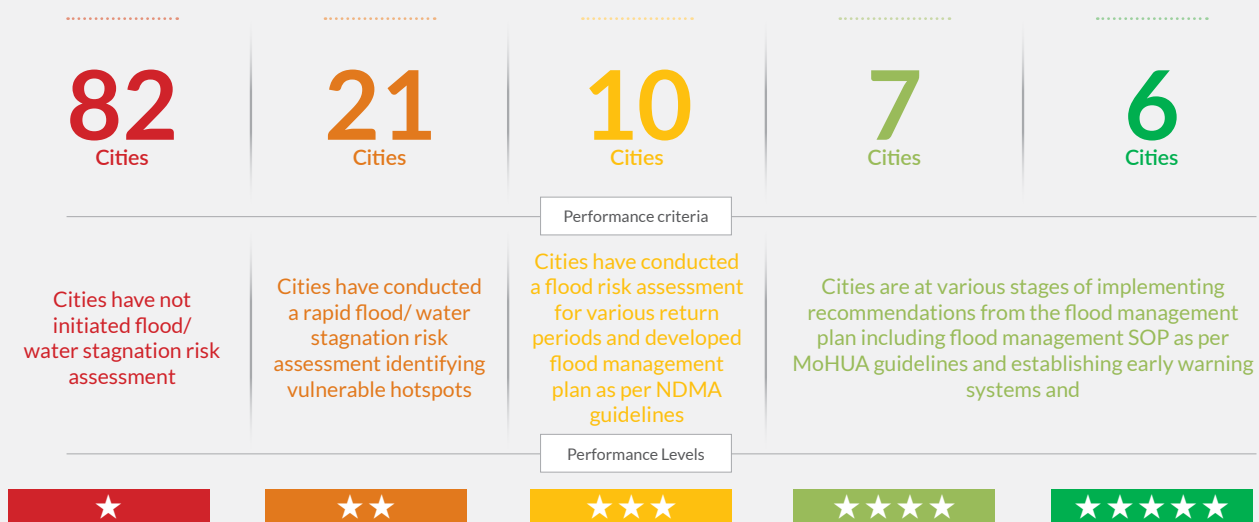 82
Cities
21
Cities
10
Cities
7
Cities
6
Cities
Performance criteria
Cities have not
initiated flood/
water stagnation risk
assessment
Cities have conducted
a rapid flood/ water
stagnation risk
assessment identifying
vulnerable hotspots
Cities have conducted
a flood risk assessment
for various return
periods and developed
flood management
plan as per NDMA
guidelines
Cities are at various stages of implementing
recommendations from the flood management
plan including flood management SOP as per
MoHUA guidelines and establishing early warning
systems and
Performance Levels